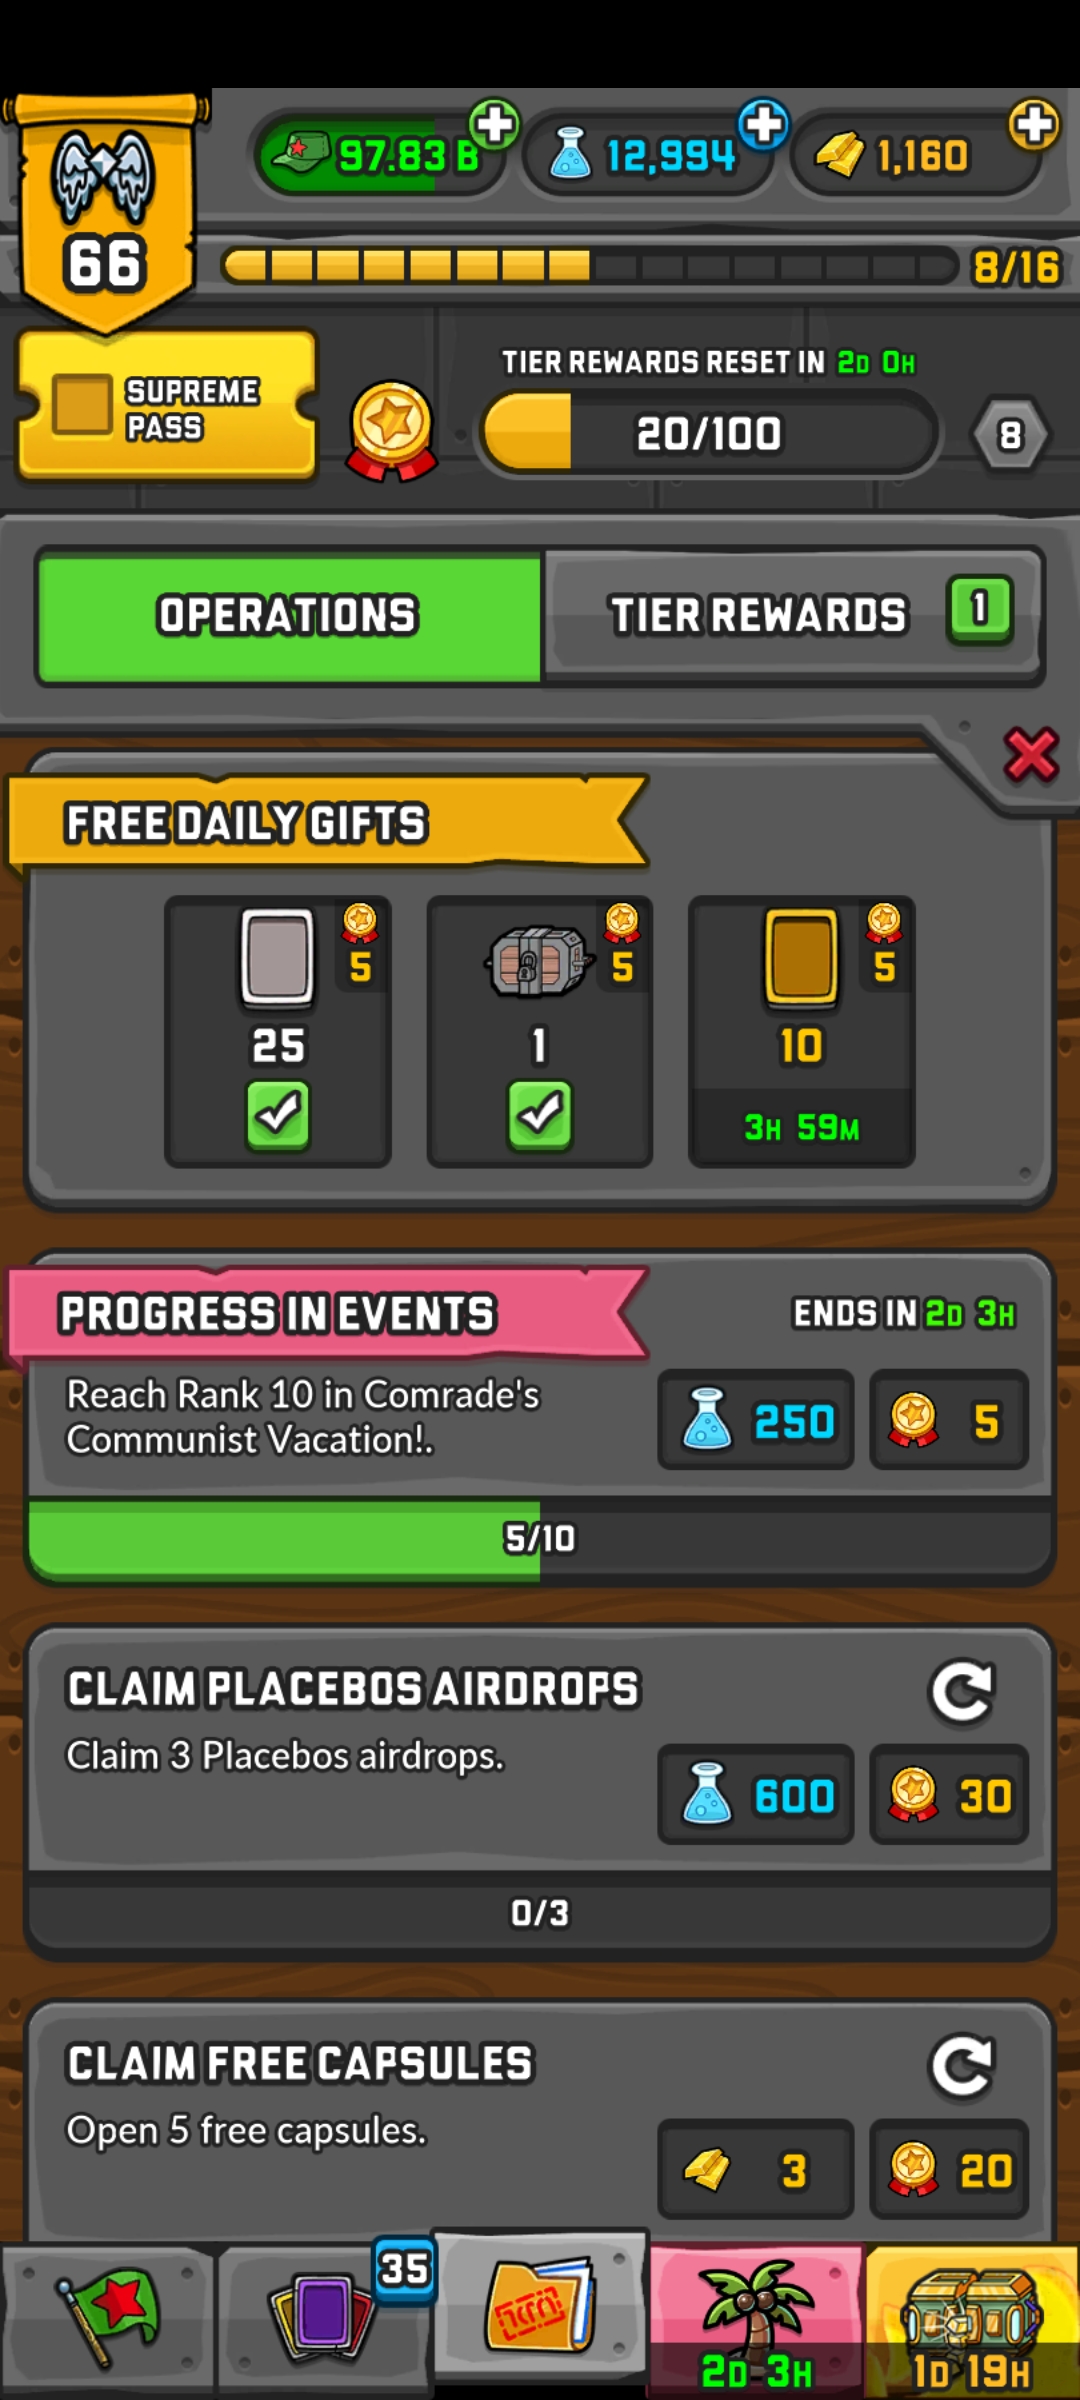 97.83 B
12,994
1,160
66
8/16
SUPREME
PASS
TIER REWARDS RESET IN 2D 0H
20/100
8
OPERATIONS
TIER REWARDS
1
FREE DAILY GIFTS
5
5
5
25
1
10
3H 59M
PROGRESS IN EVENTS
ENDS IN 2D 3H
Reach Rank 10 in Comrade's
Communist Vacation!.
250
5
5/10
CLAIM PLACEBOS AIRDROPS
Claim 3 Placebos airdrops.
600
30
0/3
CLAIM FREE CAPSULES
Open 5 free capsules.
3
20
35
2D 3H
1D 19H